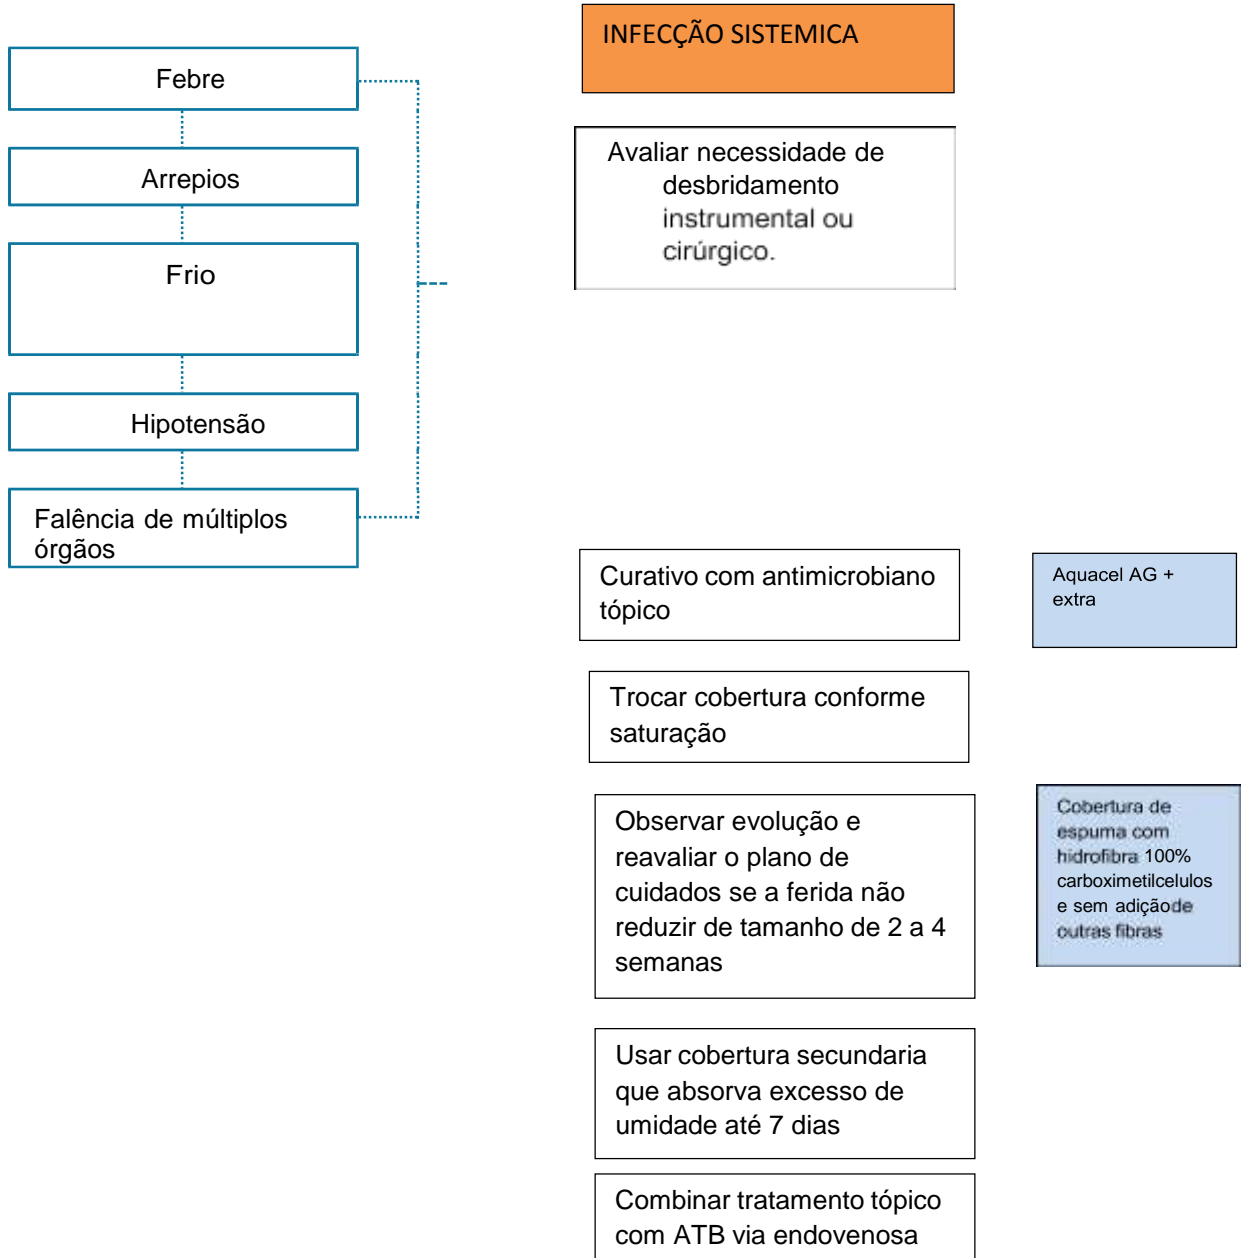 INFECÇÃO SISTEMICA
Febre
Arrepios
Frio
Hipotensão
Falência de múltiplos
órgãos
Avaliar necessidade de
desbridamento
instrumental ou
cirúrgico.
Curativo com antimicrobiano
tópico
Aquacel AG +
extra
Trocar cobertura conforme
saturação
Observar evolução e
reavaliar o plano de
cuidados se a ferida não
reduzir de tamanho de 2 a 4
semanas
Cobertura de
espuma com
hidrofibra 100%
carboximetilcelulos
e sem adiçãode
outras fibras
Usar cobertura secundaria
que absorva excesso de
umidade até 7 dias
Combinar tratamento tópico
com ATB via endovenosa